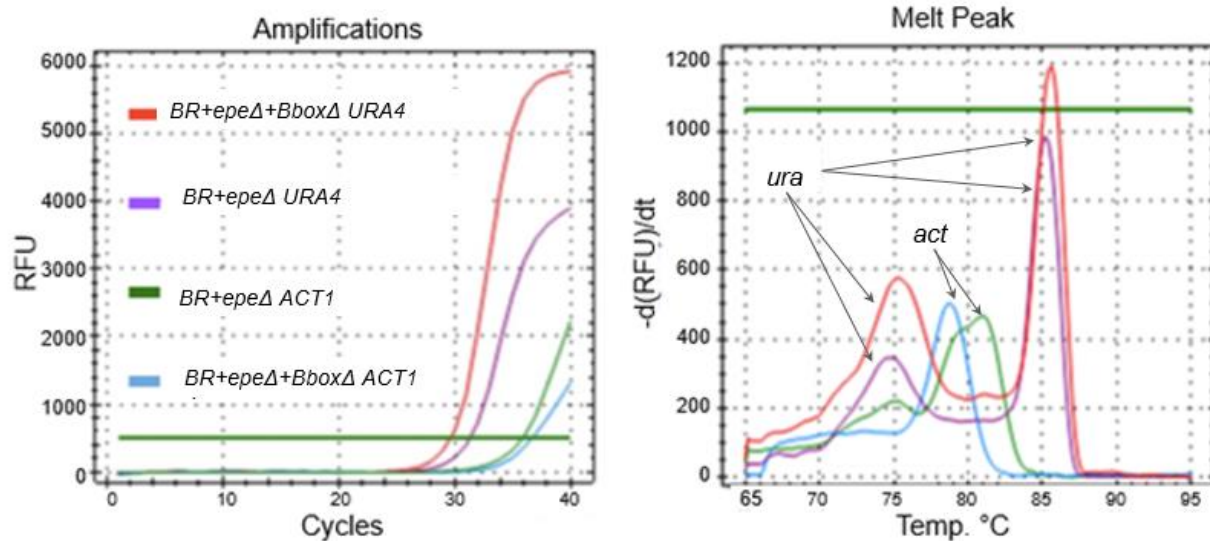 Amplifications
6000
5000
4000
3000
2000
1000
0
RFU
BR+epeΔ+BboxΔ URA4
BR+epeΔ URA4
BR+epeΔ ACT1
BR+epeΔ+BboxΔ ACT1
0
10
20
30
40
Cycles
Melt Peak
1200
1000
800
600
400
200
0
-d(RFU)/dt
ura
act
65
70
75
80
85
90
95
Temp. °C